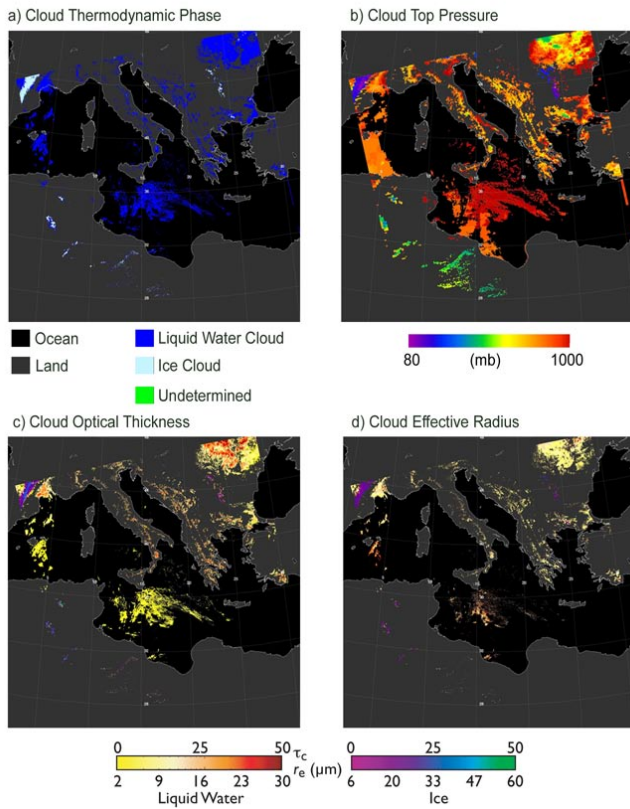 a) Cloud Thermodynamic Phase
b) Cloud Top Pressure
Ocean
Land
Liquid Water Cloud
Ice Cloud
Undetermined
80 (mb) 1000
c) Cloud Optical Thickness
d) Cloud Effective Radius
0 25 50 τc
2 9 16 23 30 re (μm)
Liquid Water
0 25 50
6 20 33 47 60
Ice